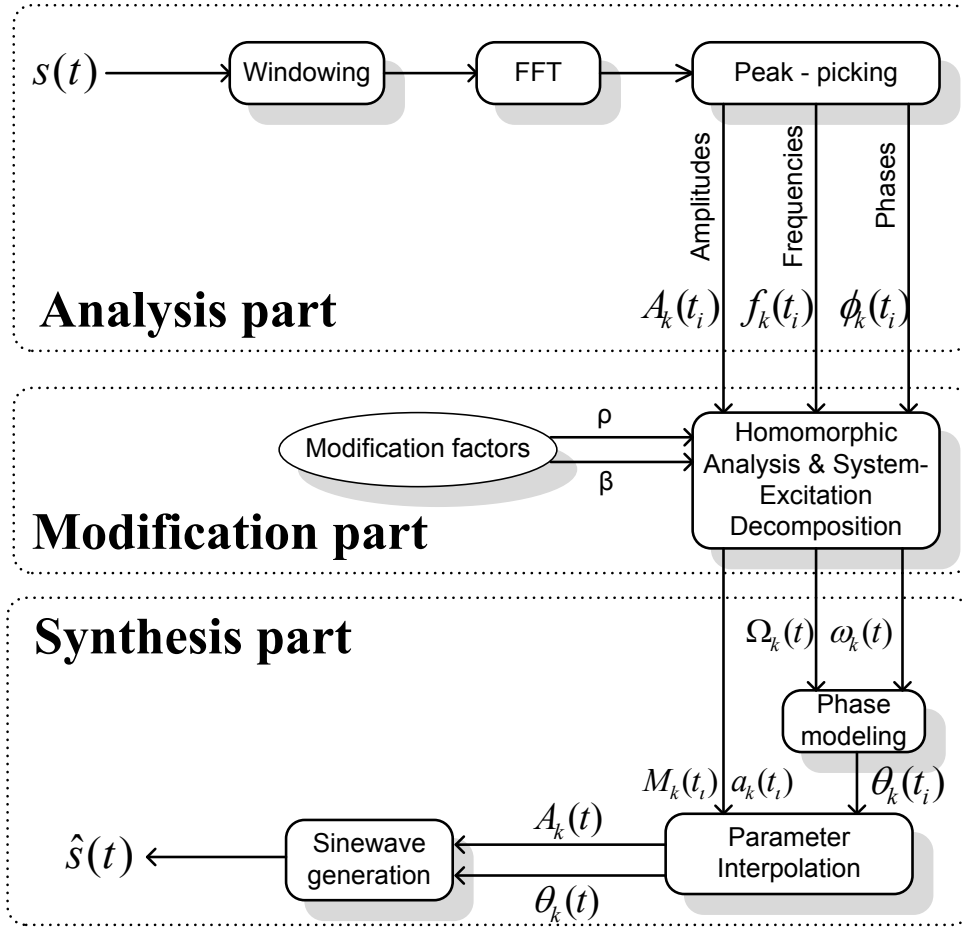 s(t)
Windowing
FFT
Peak - picking
Amplitudes
Frequencies
Phases
Analysis part
A_k(t_i)
f_k(t_i)
ϕ_k(t_i)
Modification factors
ρ
β
Homomorphic
Analysis & System-
Excitation
Decomposition
Modification part
Synthesis part
Ω_k(t)
ω_k(t)
Phase
modeling
M_k(t_ι)
a_k(t_ι)
θ_k(t_i)
Parameter
Interpolation
A_k(t)
θ_k(t)
Sinewave
generation
ŝ(t)